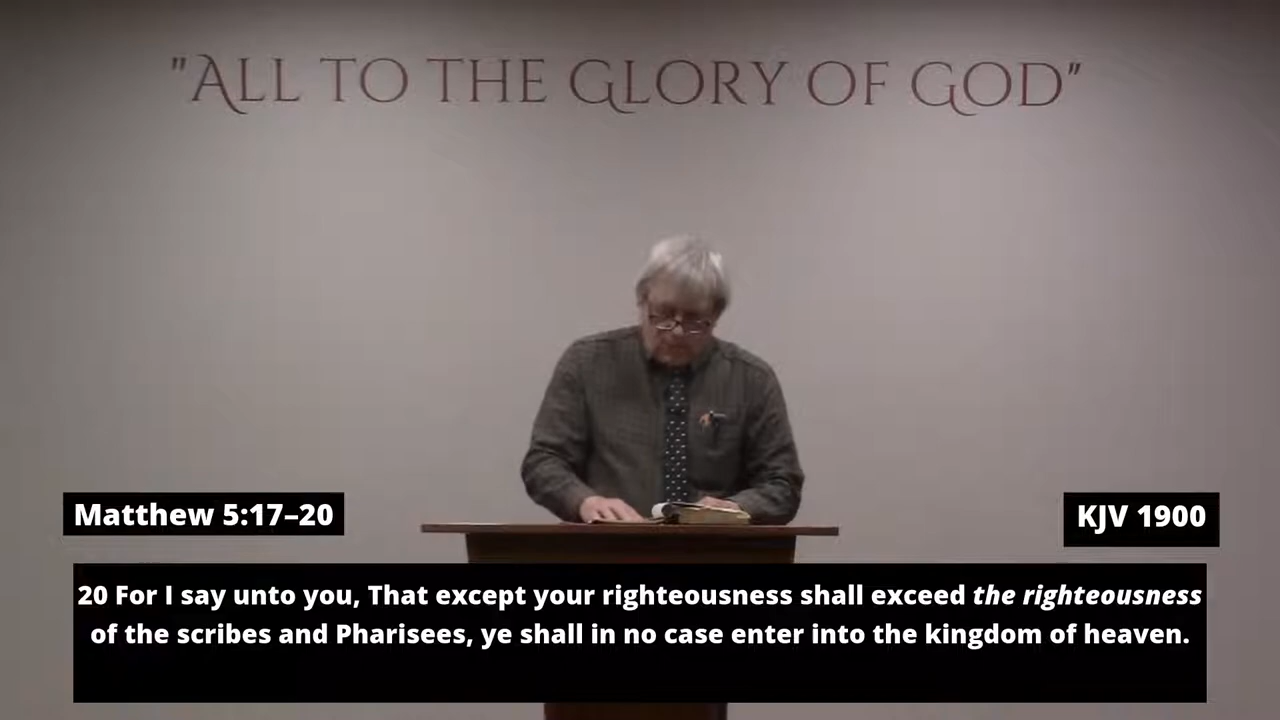 "ALL TO THE GLORY OF GOD"
Matthew 5:17–20
KJV 1900
20 For I say unto you, That except your righteousness shall exceed the righteousness
of the scribes and Pharisees, ye shall in no case enter into the kingdom of heaven.